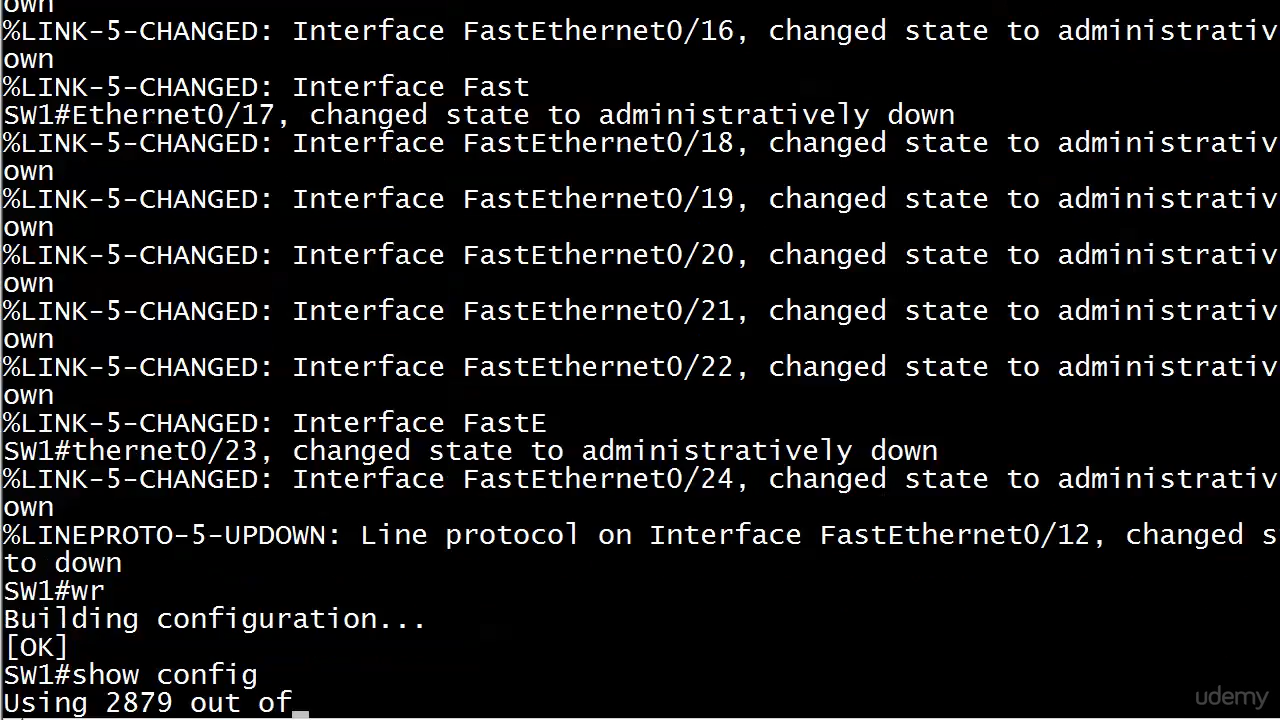 own
%LINK-5-CHANGED: Interface FastEthernet0/16, changed state to administrativ
own
%LINK-5-CHANGED: Interface Fast
SW1#Ethernet0/17, changed state to administratively down
%LINK-5-CHANGED: Interface FastEthernet0/18, changed state to administrativ
own
%LINK-5-CHANGED: Interface FastEthernet0/19, changed state to administrativ
own
%LINK-5-CHANGED: Interface FastEthernet0/20, changed state to administrativ
own
%LINK-5-CHANGED: Interface FastEthernet0/21, changed state to administrativ
own
%LINK-5-CHANGED: Interface FastEthernet0/22, changed state to administrativ
own
%LINK-5-CHANGED: Interface FastE
SW1#thernet0/23, changed state to administratively down
%LINK-5-CHANGED: Interface FastEthernet0/24, changed state to administrativ
own
%LINEPROTO-5-UPDOWN: Line protocol on Interface FastEthernet0/12, changed s
to down
SW1#wr
Building configuration...
[OK]
SW1#show config
Using 2879 out of
udemy